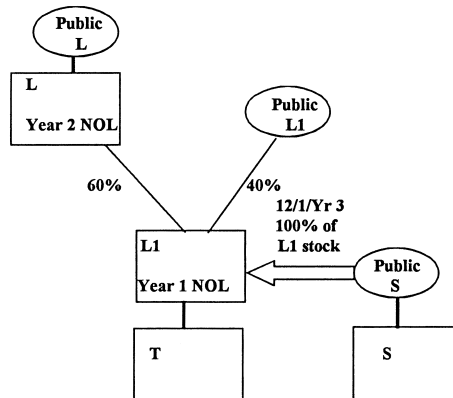 Public
L
L
Year 2 NOL
Public
L1
60%
40%
12/1/Yr 3
100% of
L1 stock
L1
Year 1 NOL
Public
S
T
S